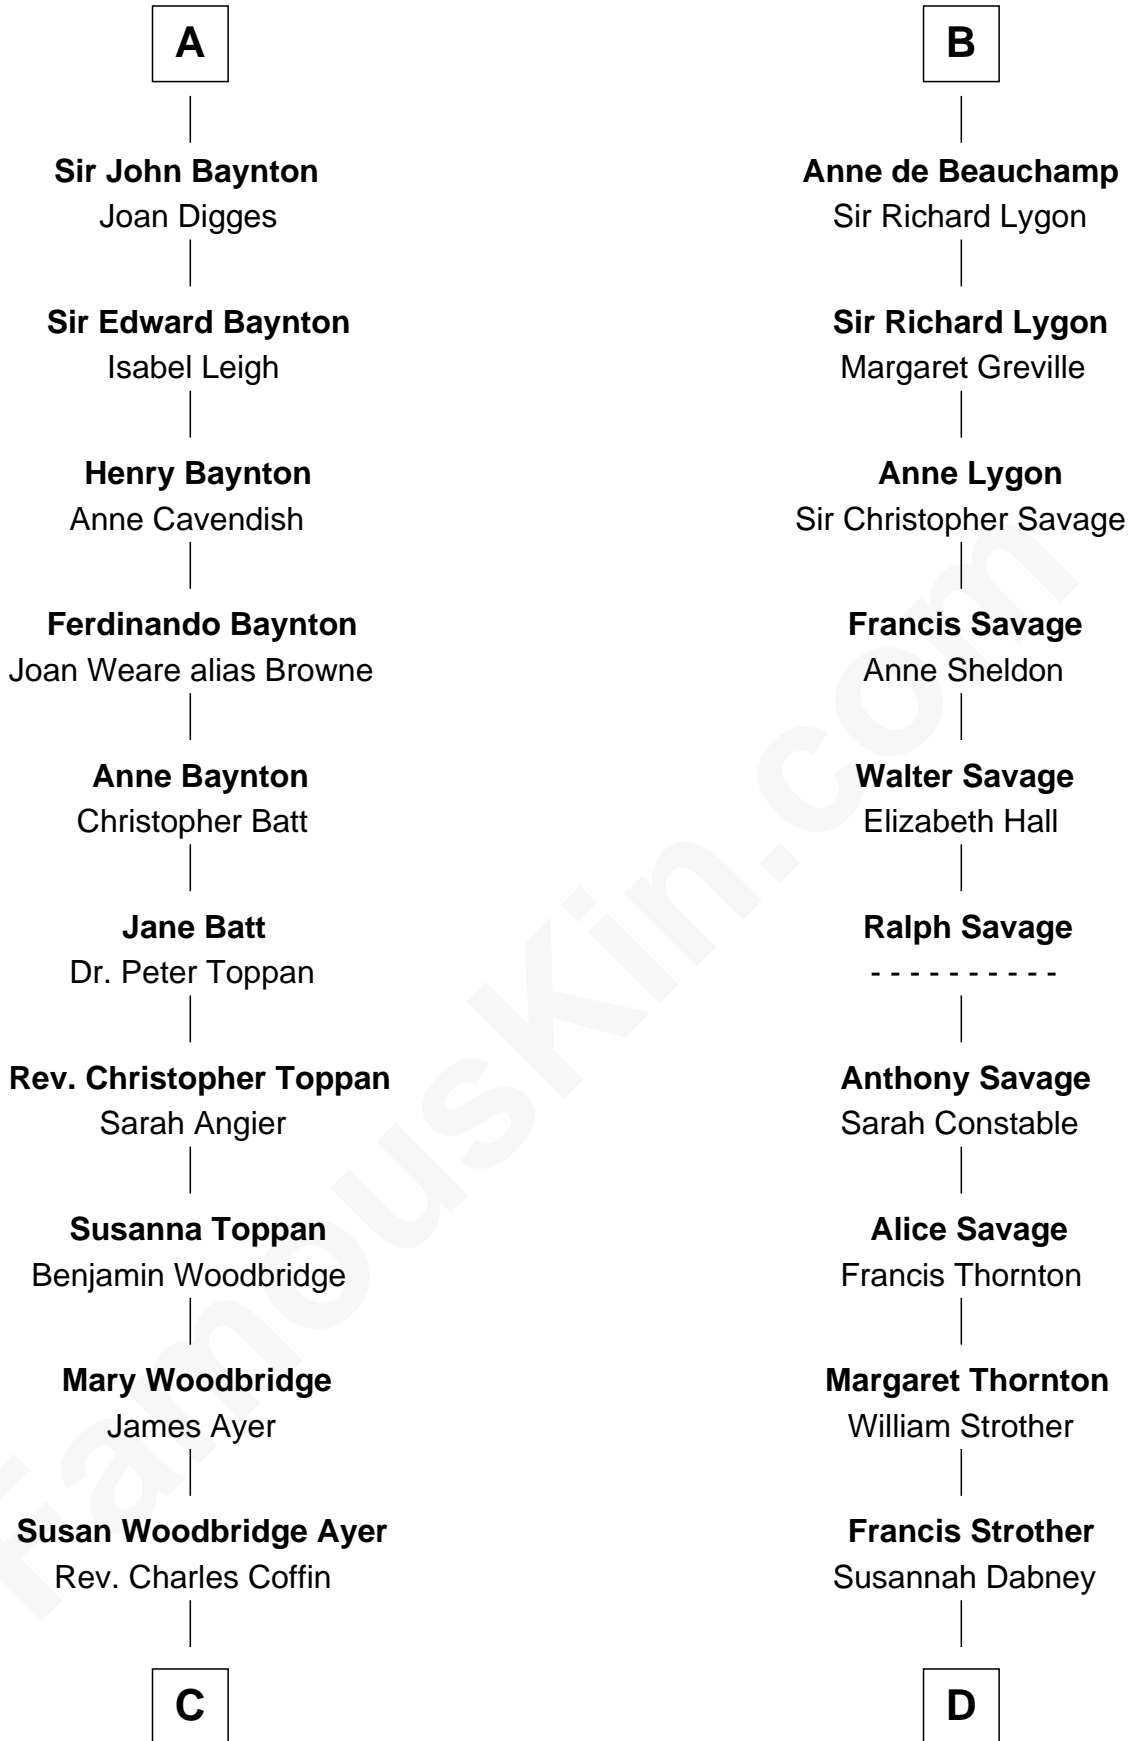 A
Sir John Baynton
Joan Digges
Sir Edward Baynton
Isabel Leigh
Henry Baynton
Anne Cavendish
Ferdinando Baynton
Joan Weare alias Browne
Anne Baynton
Christopher Batt
Jane Batt
Dr. Peter Toppan
Rev. Christopher Toppan
Sarah Angier
Susanna Toppan
Benjamin Woodbridge
Mary Woodbridge
James Ayer
Susan Woodbridge Ayer
Rev. Charles Coffin
C
B
Anne de Beauchamp
Sir Richard Lygon
Sir Richard Lygon
Margaret Greville
Anne Lygon
Sir Christopher Savage
Francis Savage
Anne Sheldon
Walter Savage
Elizabeth Hall
Ralph Savage
- - - - - - - - - -
Anthony Savage
Sarah Constable
Alice Savage
Francis Thornton
Margaret Thornton
William Strother
Francis Strother
Susannah Dabney
D
FamousKin.com